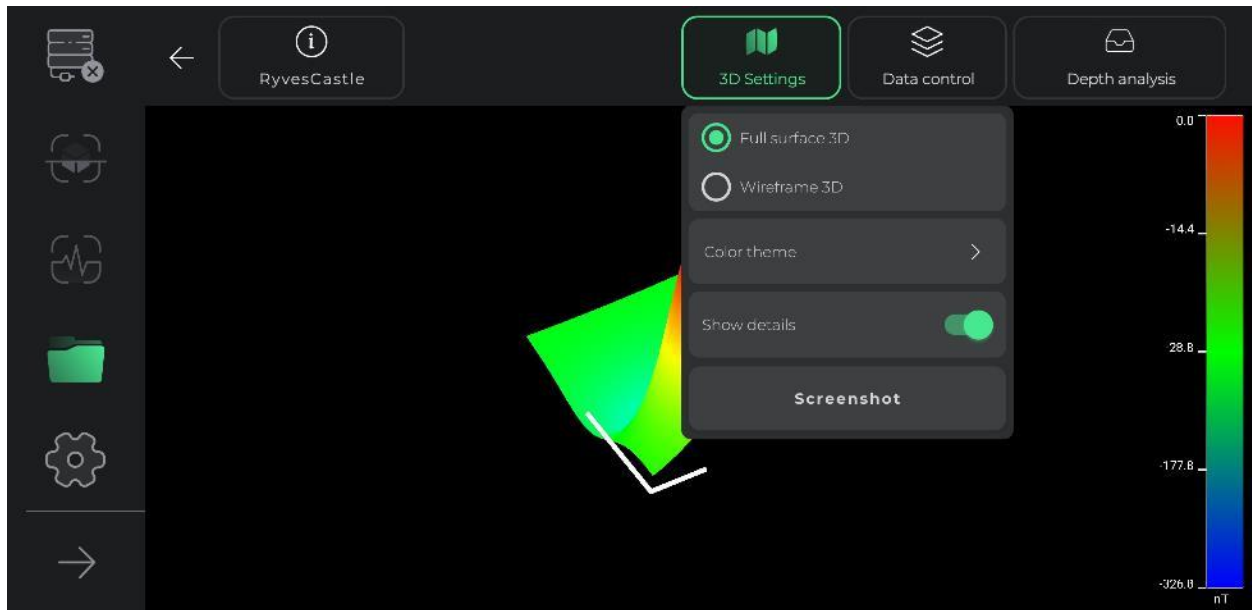 RyvesCastle
3D Settings
Data control
Depth analysis
Full surface 3D
Wireframe 3D
Color theme
Show details
Screenshot
0.0
-14.4
-28.8
-177.8
-326.8
nT